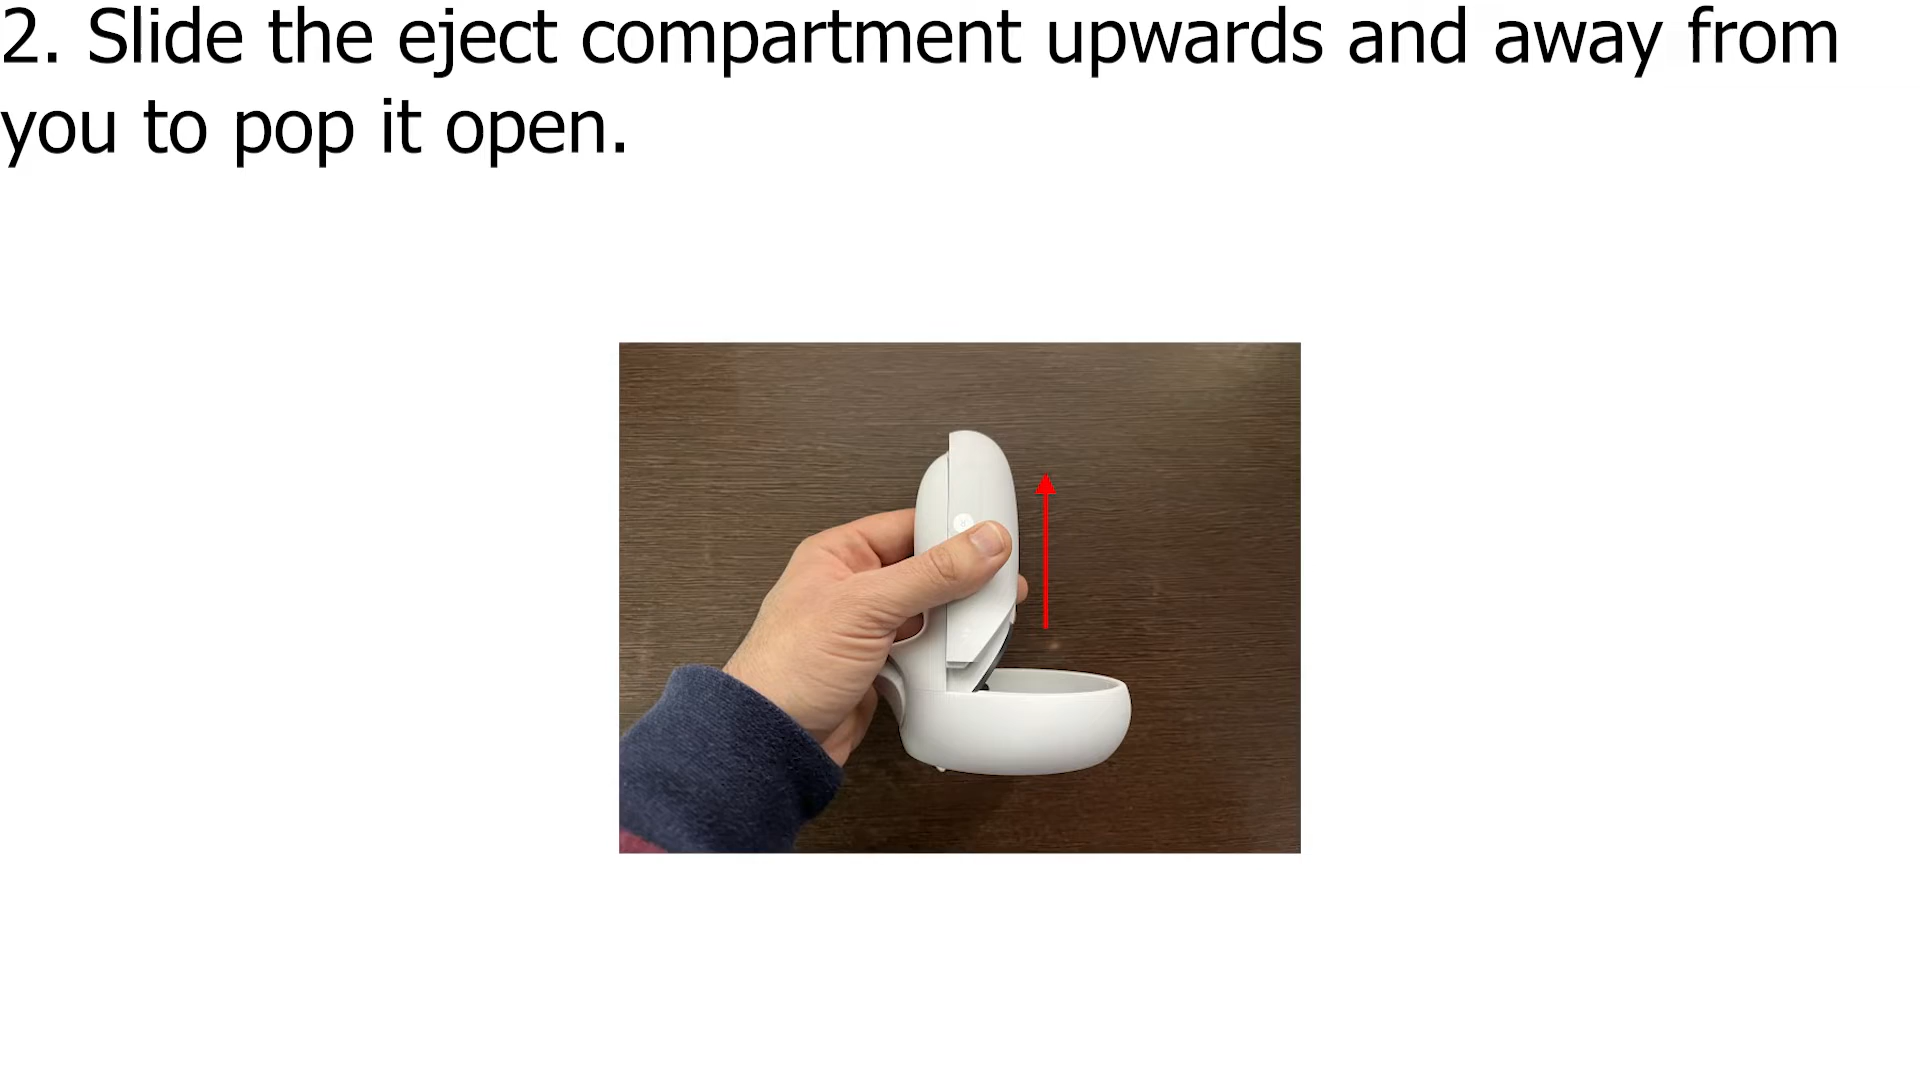 2. Slide the eject compartment upwards and away from
you to pop it open.